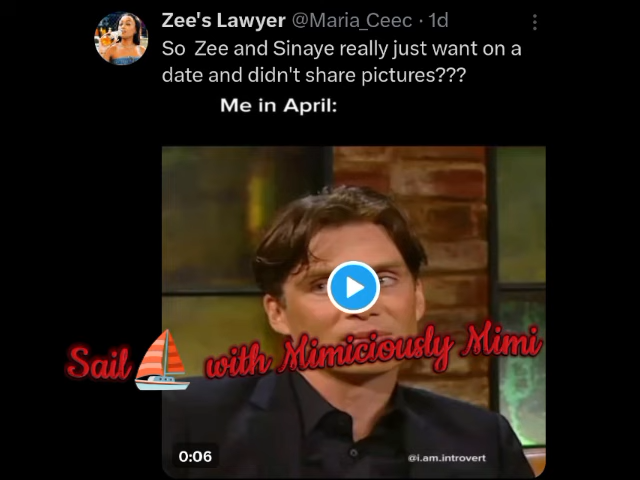 Zee's Lawyer @Maria_Ceec · 1d
So Zee and Sinaye really just want on a
date and didn't share pictures???
Me in April:
Sail with Mimiciously Mimi
0:06
@i.am.introvert